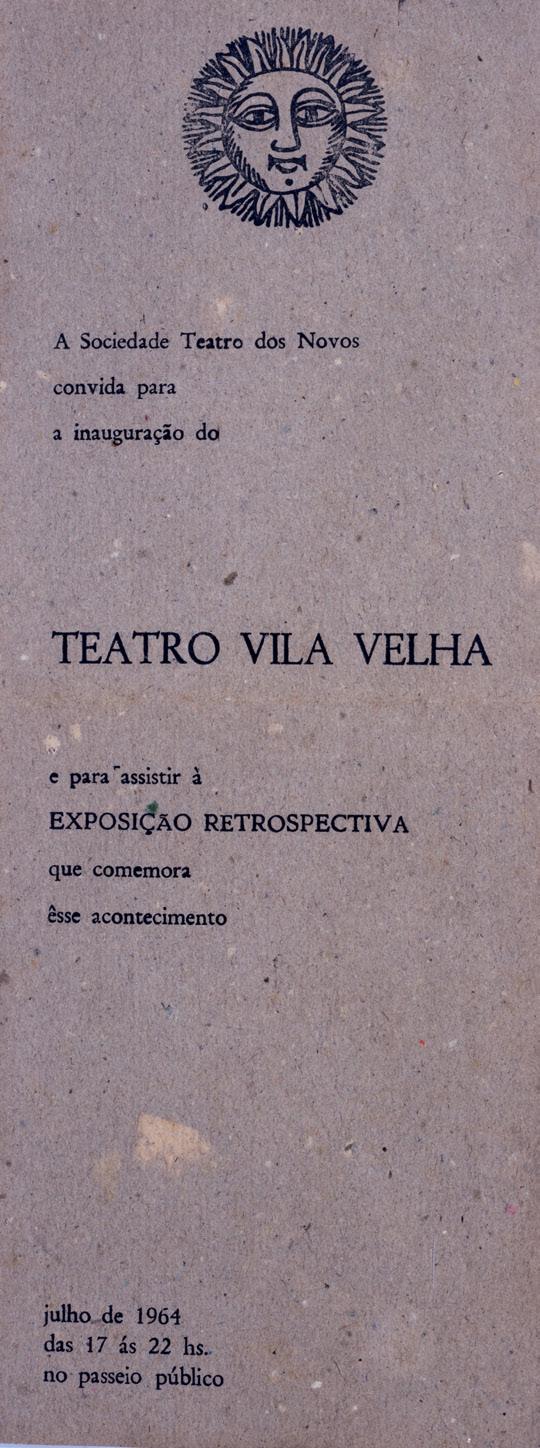 A Sociedade Teatro dos Novos
convida para
a inauguração do
TEATRO VILA VELHA
e para assistir à
EXPOSIÇÃO RETROSPECTIVA
que comemora
êsse acontecimento
julho de 1964
das 17 ás 22 hs.
no passeio público